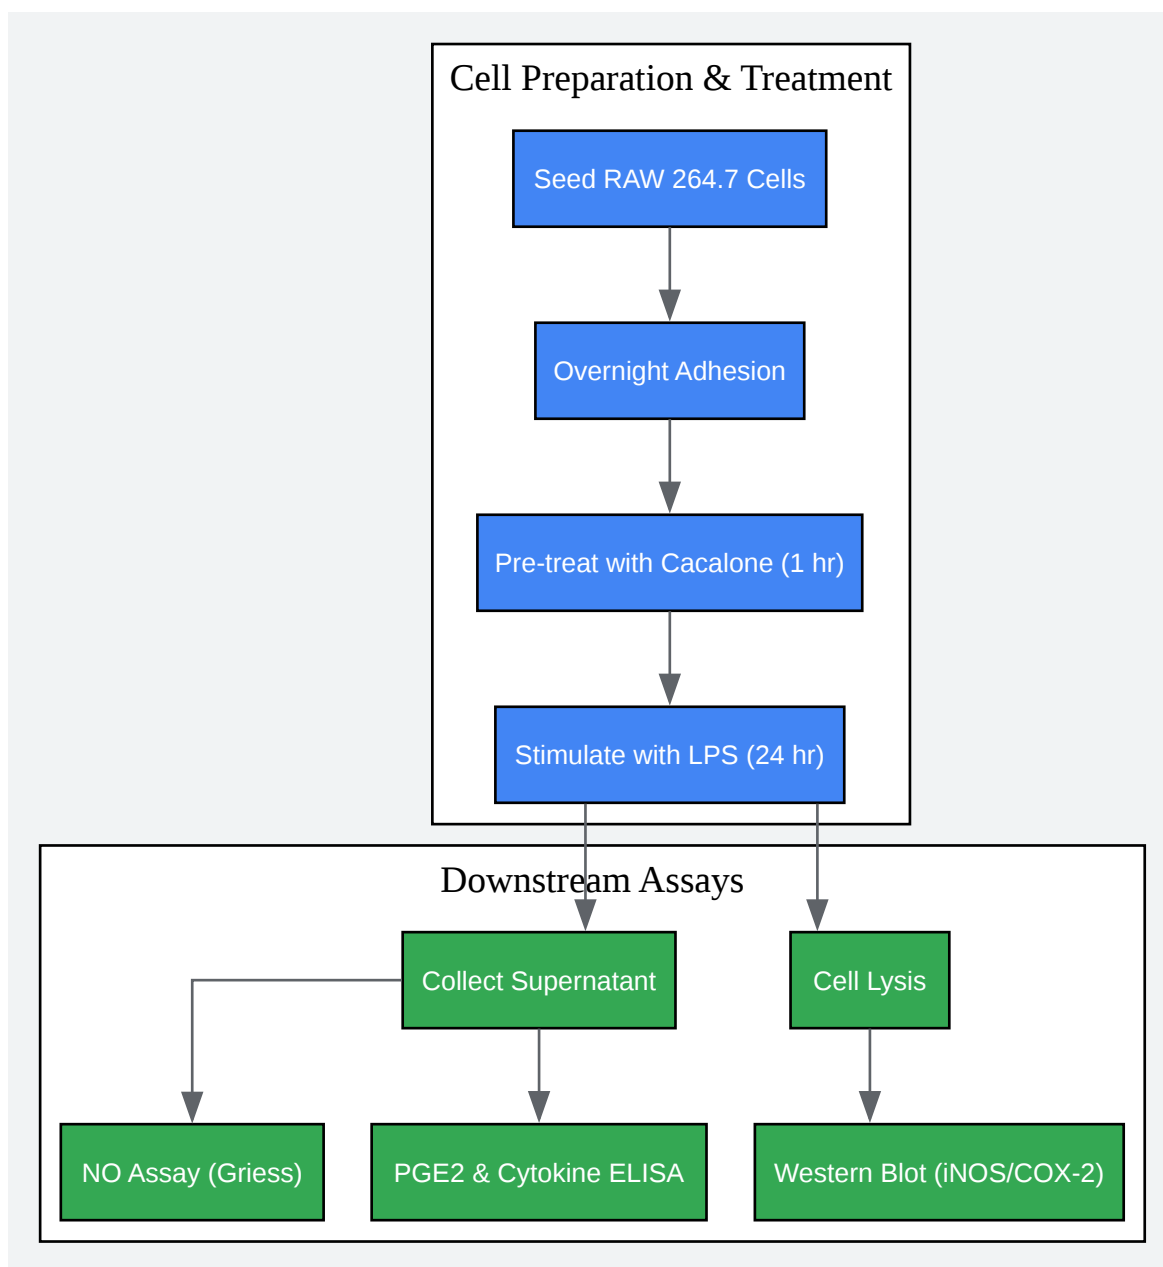 Cell Preparation & Treatment
Seed RAW 264.7 Cells
Overnight Adhesion
Pre-treat with Cacalone (1 hr)
Stimulate with LPS (24 hr)
Downstream Assays
Collect Supernatant
Cell Lysis
NO Assay (Griess)
PGE2 & Cytokine ELISA
Western Blot (iNOS/COX-2)